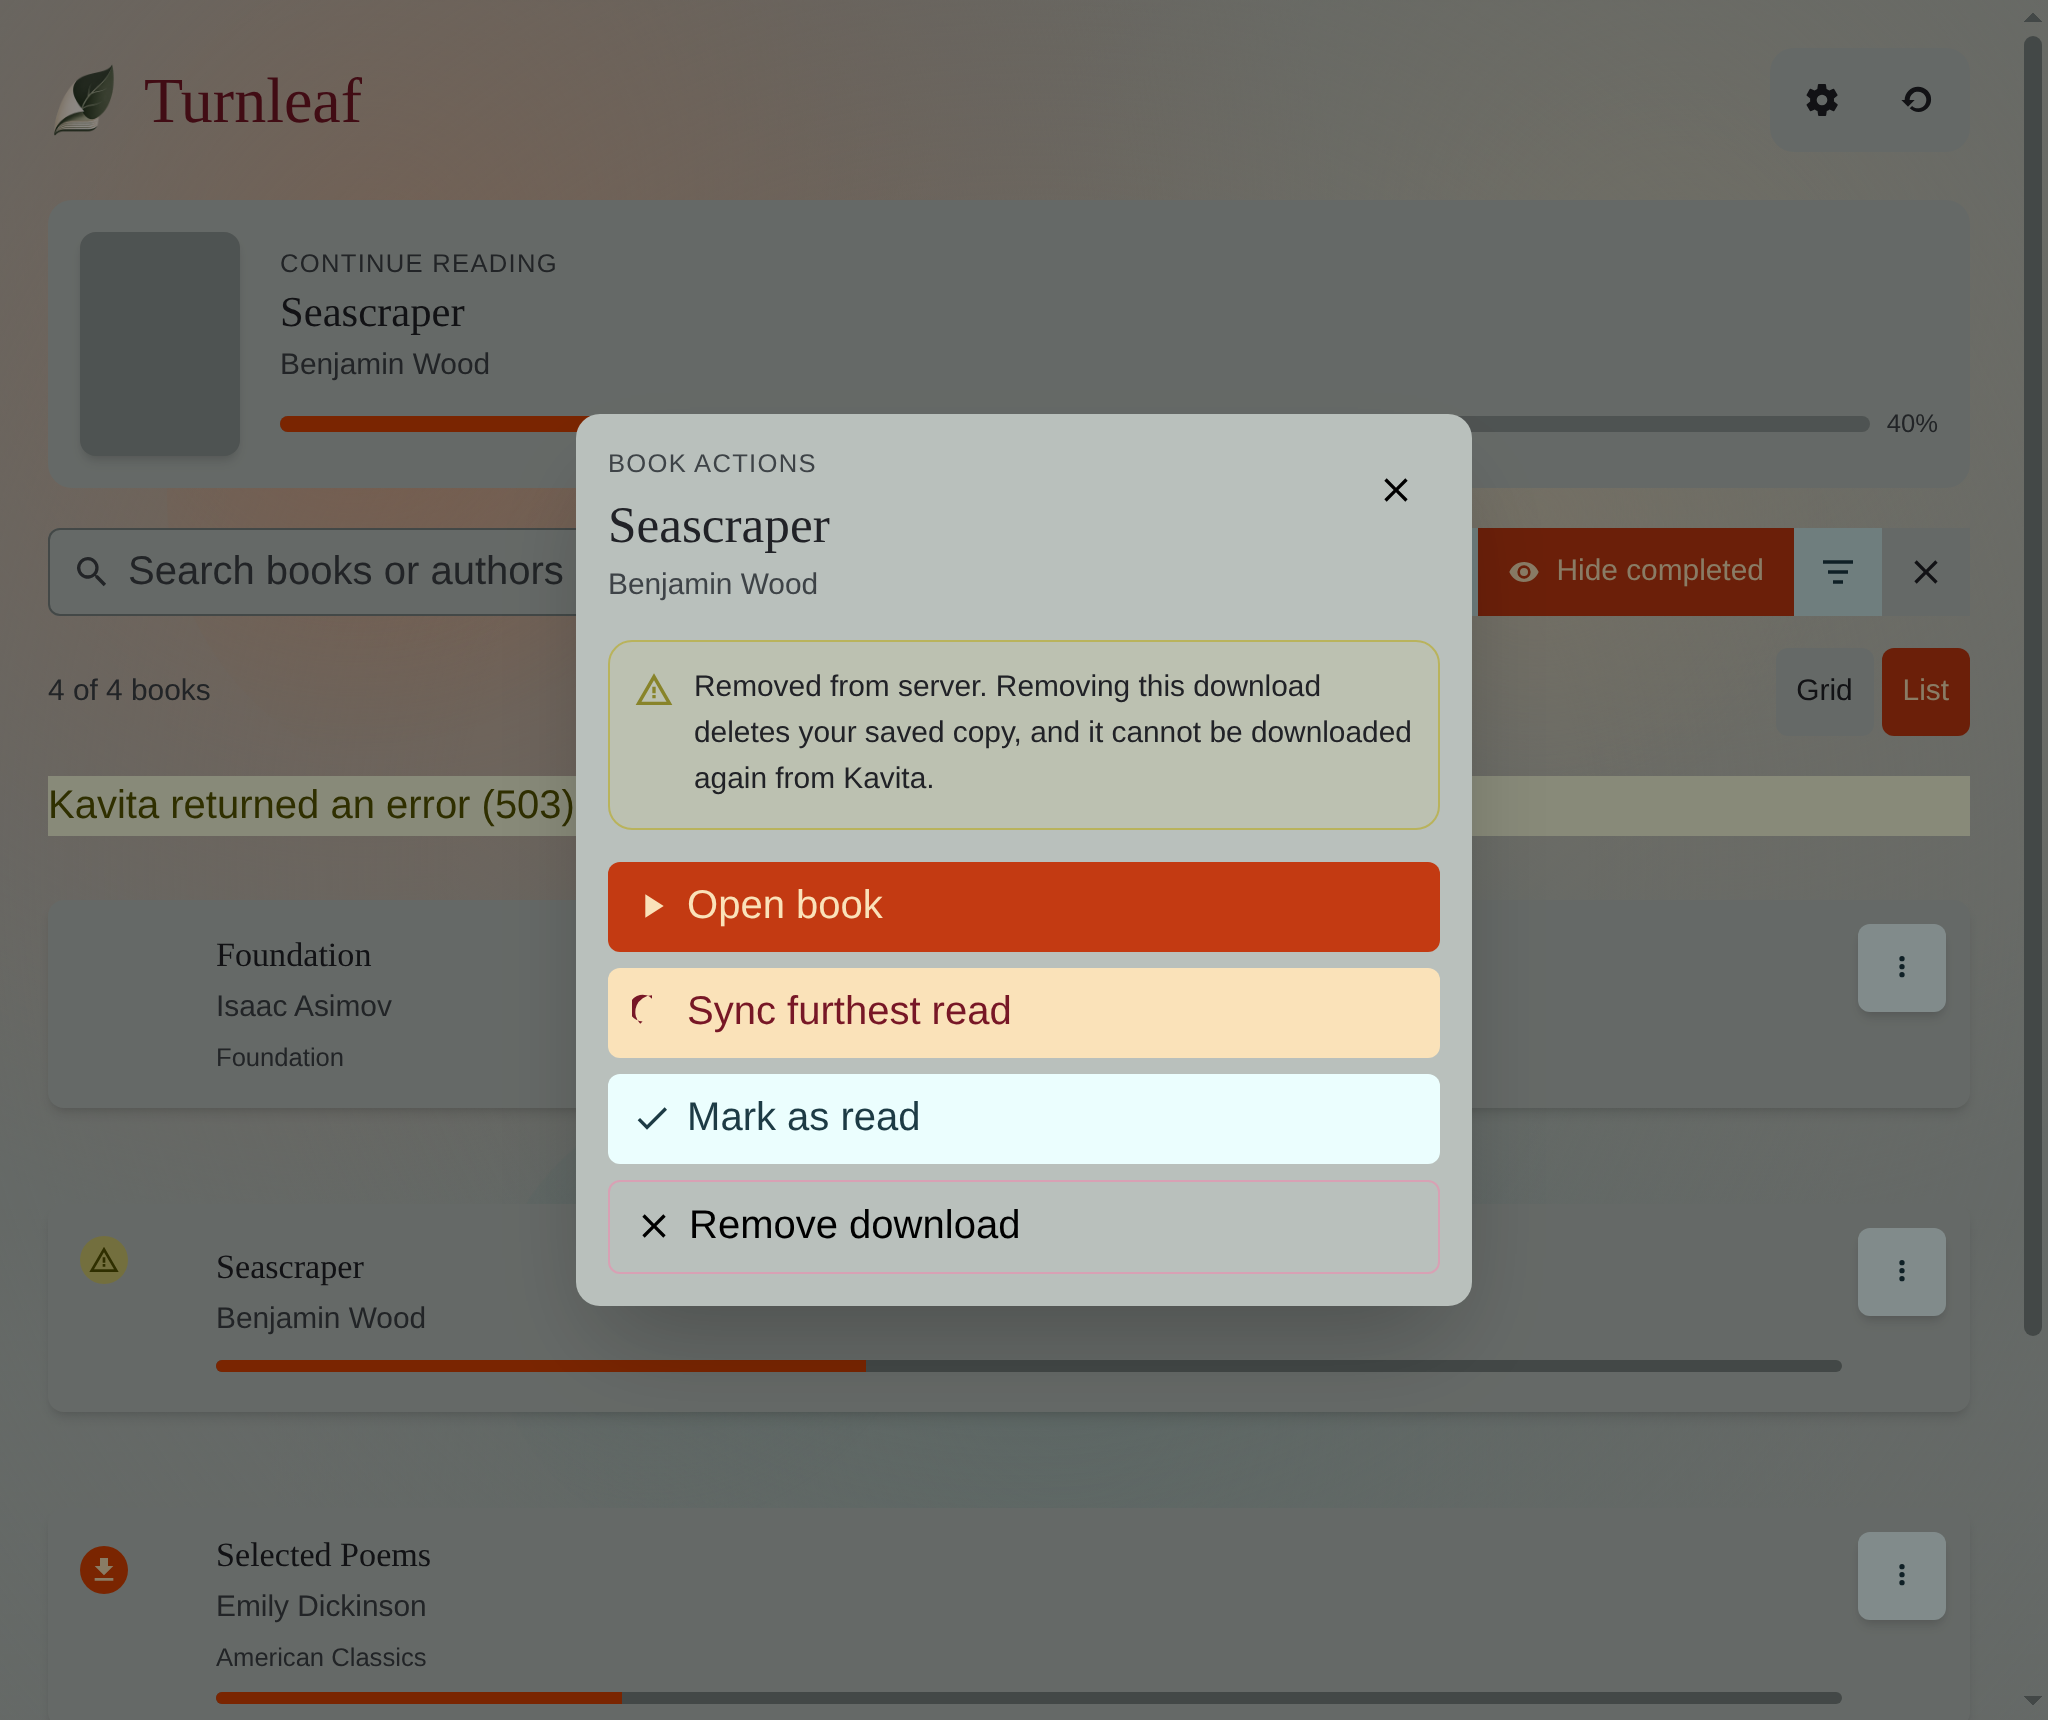 Turnleaf
CONTINUE READING
Seascraper
Benjamin Wood
40%
BOOK ACTIONS
Seascraper
Benjamin Wood
Removed from server. Removing this download
deletes your saved copy, and it cannot be downloaded
again from Kavita.
Open book
Sync furthest read
Mark as read
Remove download
Search books or authors
Hide completed
4 of 4 books
Grid
List
Kavita returned an error (503)
Foundation
Isaac Asimov
Foundation
Seascraper
Benjamin Wood
Selected Poems
Emily Dickinson
American Classics